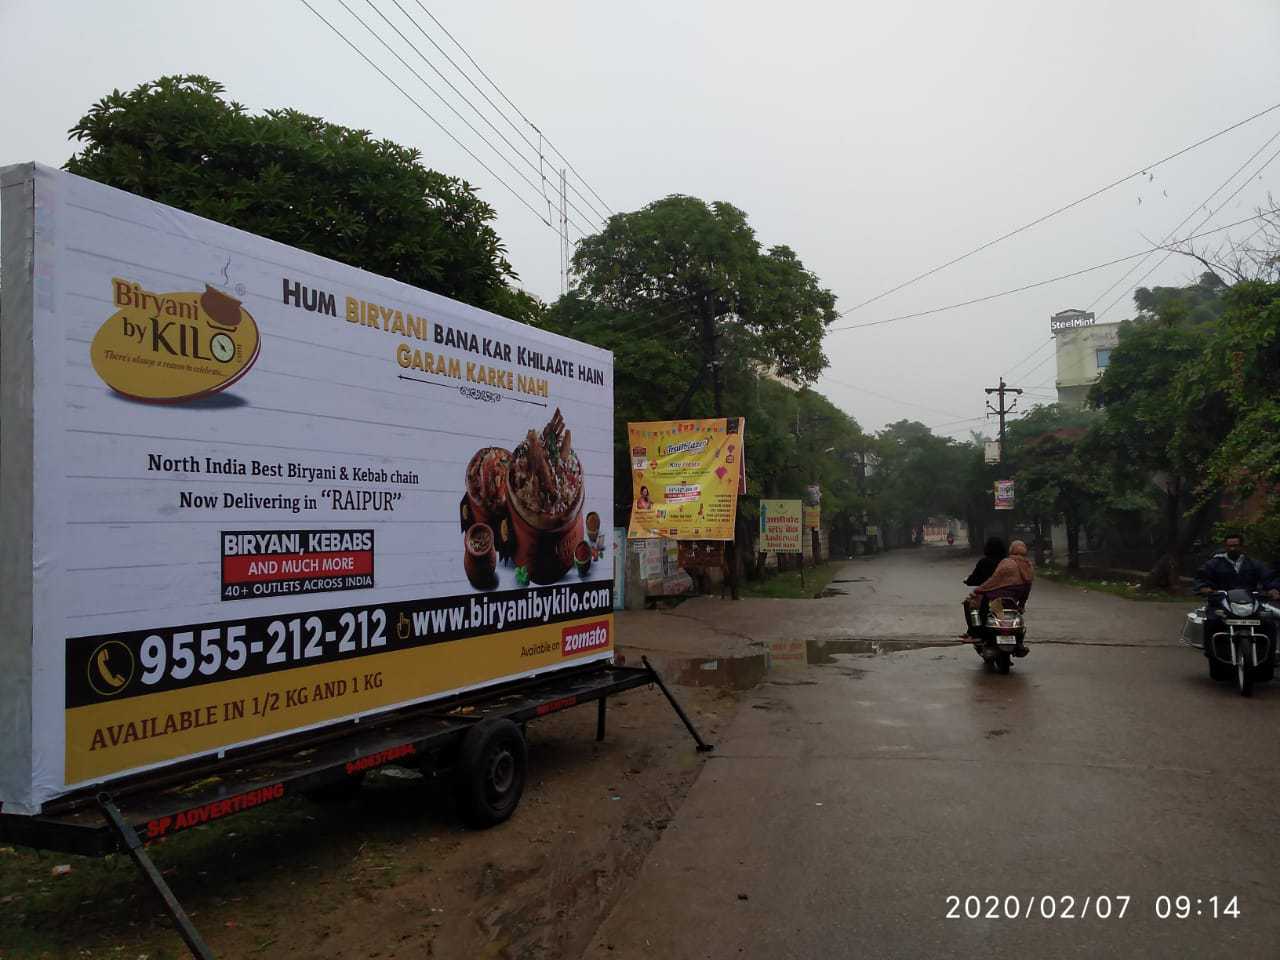 Biryani
by KILO
.com
There's always a reason to celebrate...
HUM BIRYANI BANA KAR KHILAATE HAIN
GARAM KARKE NAHI
North India Best Biryani & Kebab chain
Now Delivering in "RAIPUR"
BIRYANI, KEBABS
AND MUCH MORE
40+ OUTLETS ACROSS INDIA
9555-212-212 www.biryanibykilo.com
Available on zomato
AVAILABLE IN 1/2 KG AND 1 KG
SP ADVERTISING
SteelMint
2020/02/07 09:14